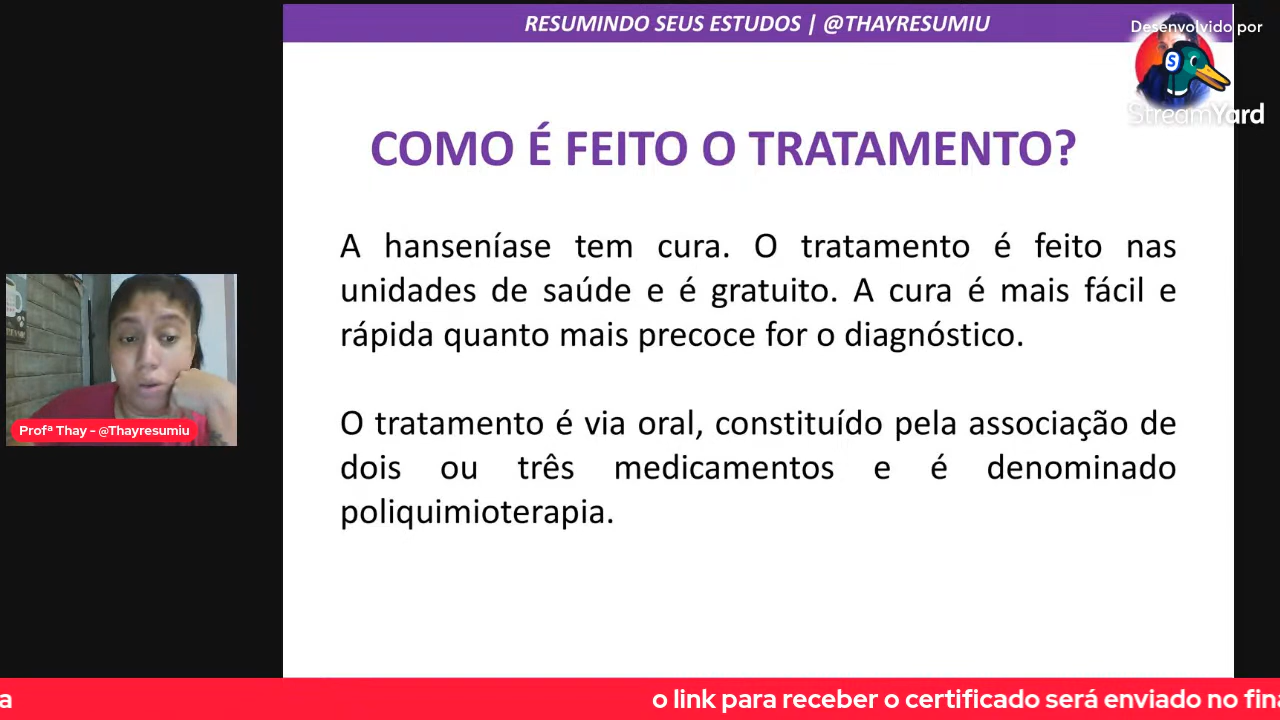 RESUMINDO SEUS ESTUDOS | @THAYRESUMIU
Desenvolvido por
S
StreamYard
COMO É FEITO O TRATAMENTO?
A hanseníase tem cura. O tratamento é feito nas
unidades de saúde e é gratuito. A cura é mais fácil e
rápida quanto mais precoce for o diagnóstico.
O tratamento é via oral, constituído pela associação de
dois ou três medicamentos e é denominado
poliquimioterapia.
Profª Thay - @Thayresumiu
a
o link para receber o certificado será enviado no fina